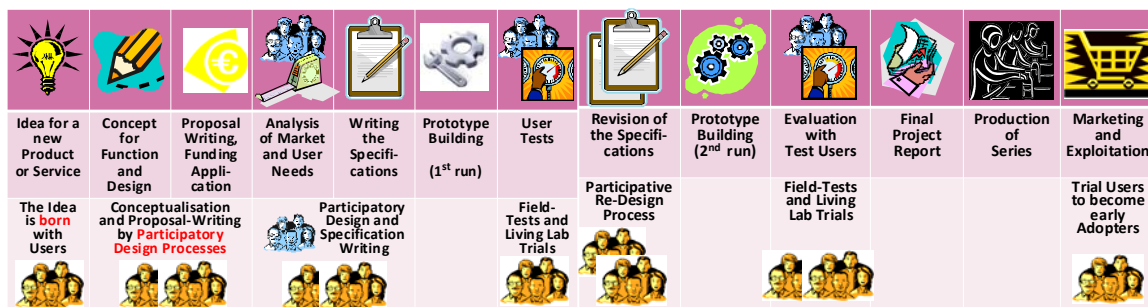 Idea for a
new
Product
or Service
Concept
for
Function
and
Design
Proposal
Writing,
Funding
Appli-
cation
Analysis
of Market
and User
Needs
Writing
the
Specifi-
cations
Prototype
Building
(1st run)
User
Tests
Revision of
the Specifi-
cations
Prototype
Building
(2nd run)
Evaluation
with
Test Users
Final
Project
Report
Production
of
Series
Marketing
and
Exploitation
The Idea
is born
with
Users
Conceptualisation
and Proposal-Writing
by Participatory
Design Processes
Participatory
Design and
Specification
Writing
Field-
Tests and
Living Lab
Trials
Participative
Re-Design
Process
Field-Tests
and Living
Lab Trials
Trial Users
to become
early
Adopters